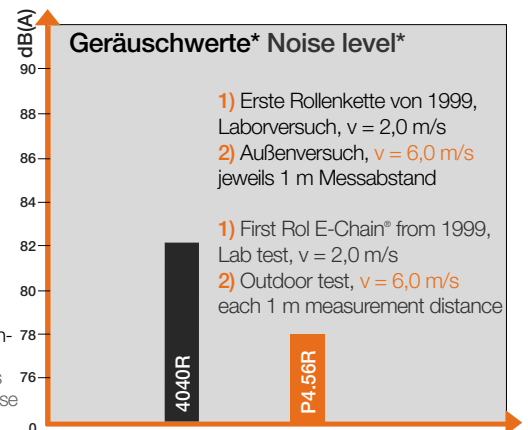 dB(A)
Geräuschwerte* Noise level*
90
88
86
84
82
80
78
76
0
1) Erste Rollenkette von 1999,
Laborversuch, v = 2,0 m/s
2) Außenversuch, v = 6,0 m/s
jeweils 1 m Messabstand
1) First Rol E-Chain® from 1999,
Lab test, v = 2,0 m/s
2) Outdoor test, v = 6,0 m/s
each 1 m measurement distance
4040R
P4.56R